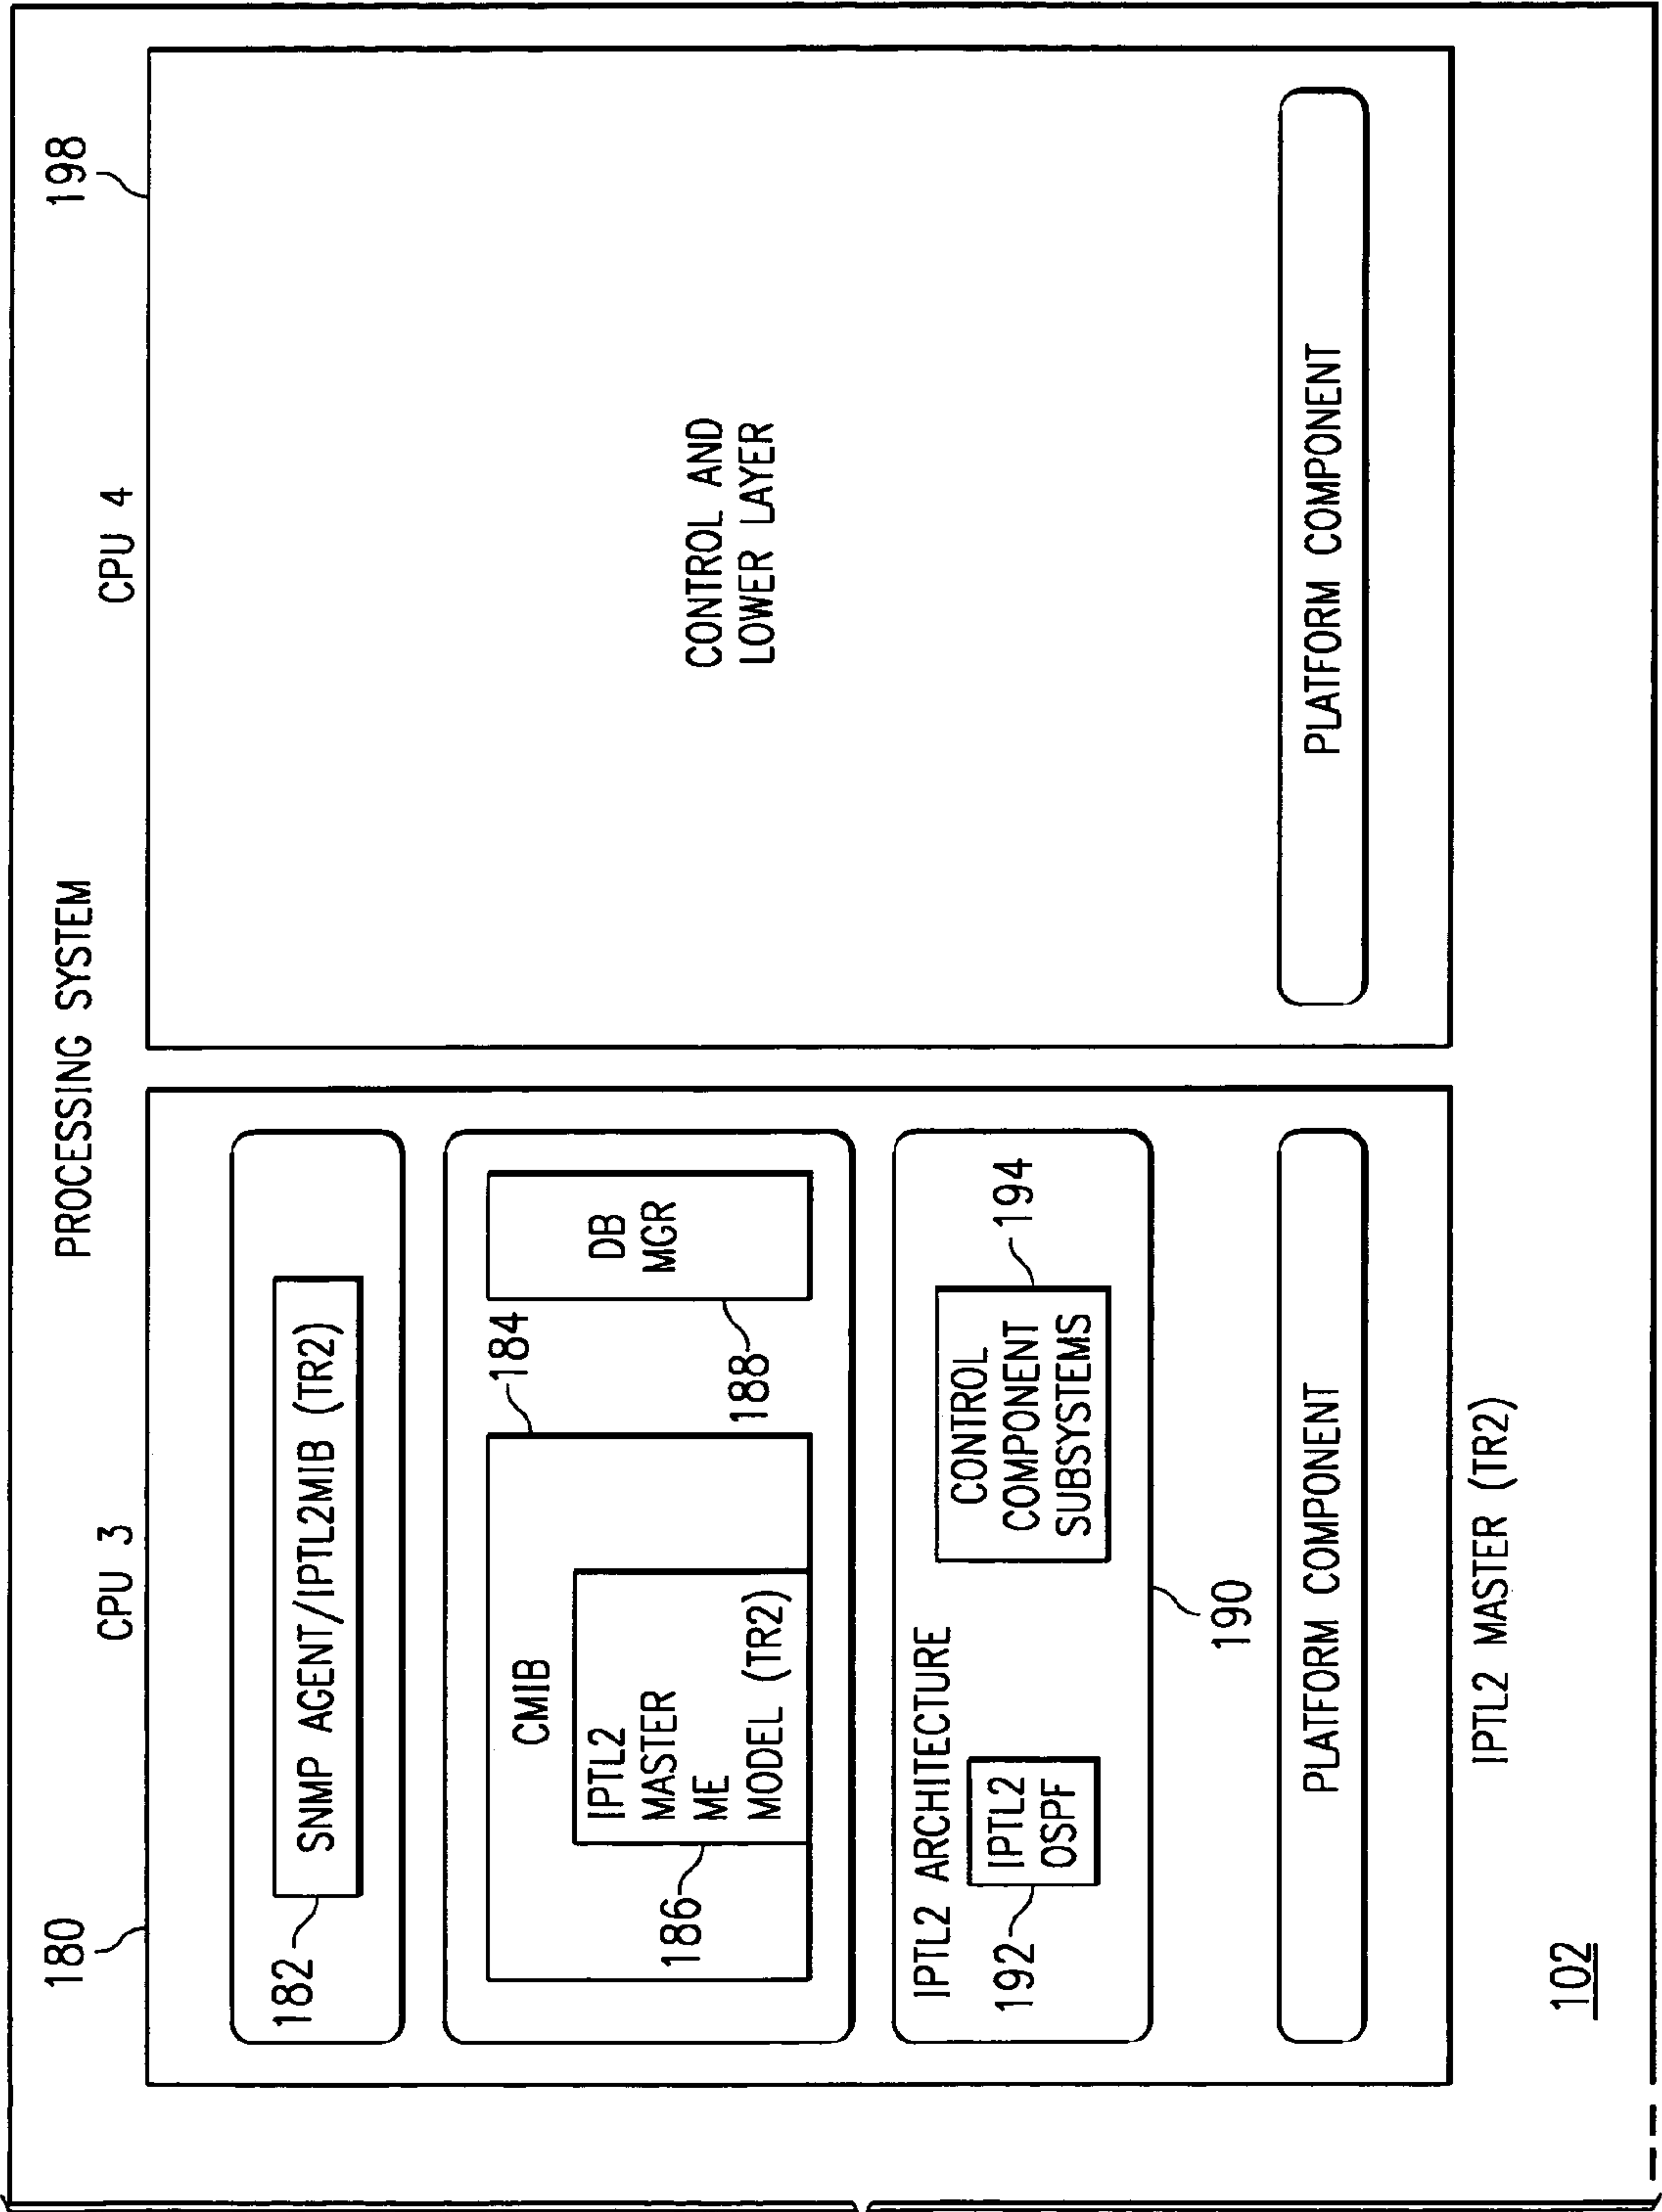 PROCESSING SYSTEM
180
CPU 3
CPU 4
198
182
SNMP AGENT/IPTL2MIB (TR2)
184
CMIB
DB
MGR
IPTL2
MASTER
ME
MODEL (TR2)
186
188
IPTL2 ARCHITECTURE
CONTROL
COMPONENT
SUBSYSTEMS
194
IPTL2
OSPF
192
190
PLATFORM COMPONENT
CONTROL AND
LOWER LAYER
PLATFORM COMPONENT
IPTL2 MASTER (TR2)
102